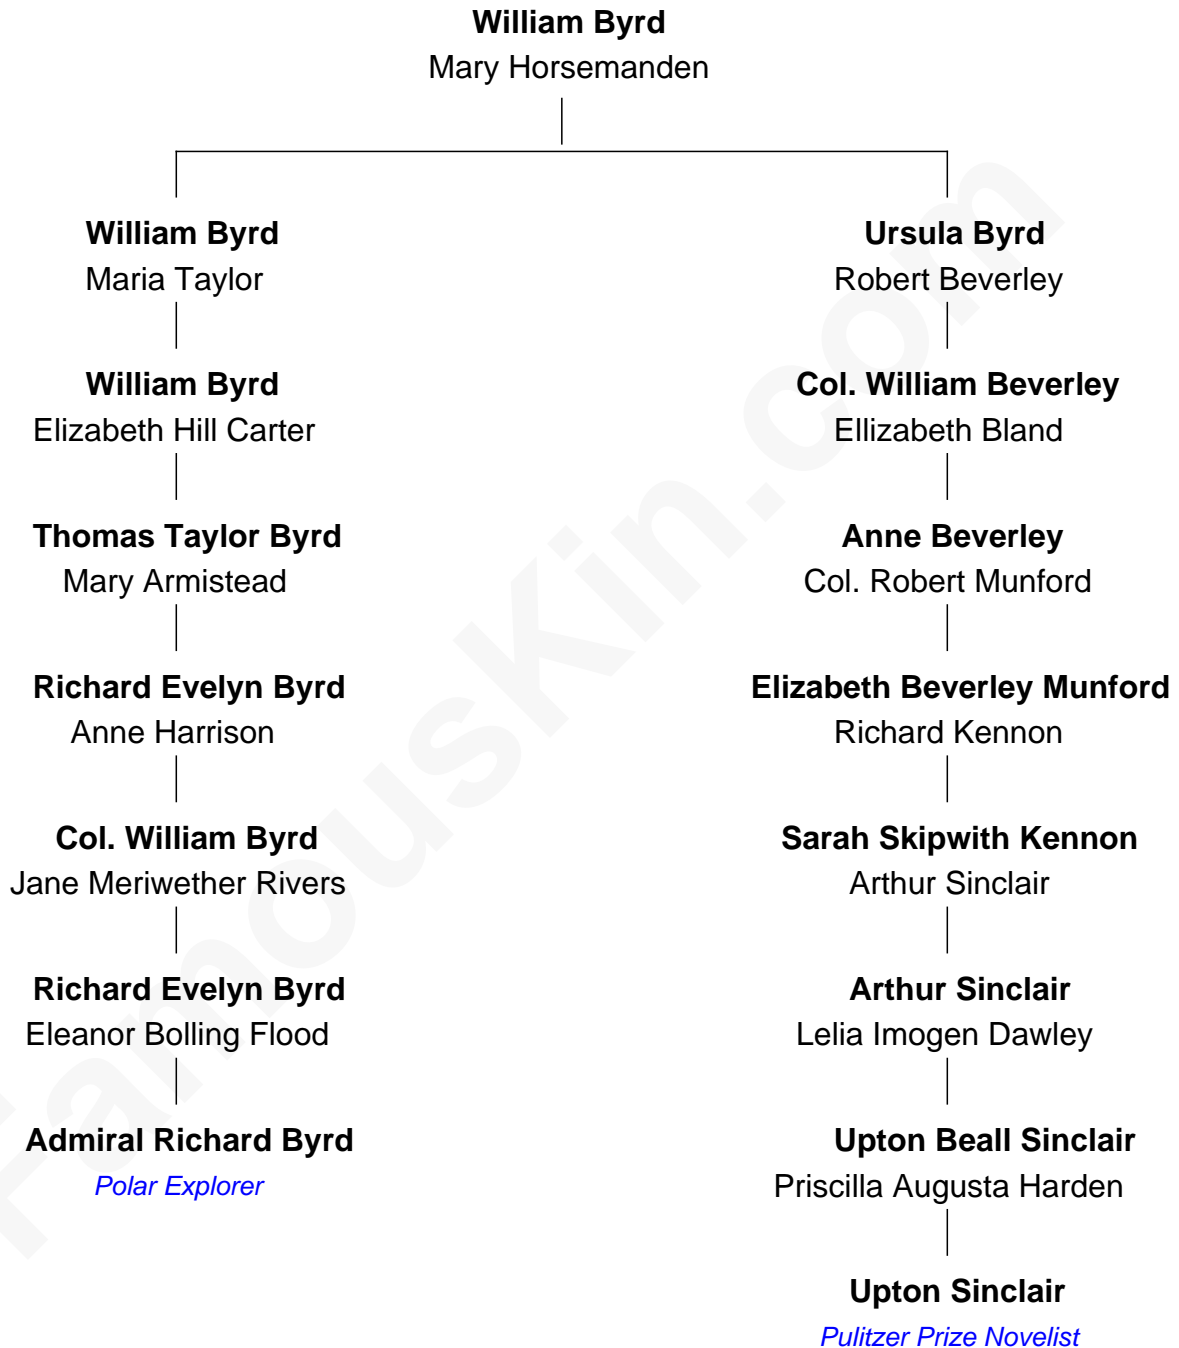 William Byrd
Mary Horsemanden
William Byrd
Maria Taylor
Ursula Byrd
Robert Beverley
William Byrd
Elizabeth Hill Carter
Col. William Beverley
Ellizabeth Bland
Thomas Taylor Byrd
Mary Armistead
Anne Beverley
Col. Robert Munford
Richard Evelyn Byrd
Anne Harrison
Elizabeth Beverley Munford
Richard Kennon
Col. William Byrd
Jane Meriwether Rivers
Sarah Skipwith Kennon
Arthur Sinclair
Richard Evelyn Byrd
Eleanor Bolling Flood
Arthur Sinclair
Lelia Imogen Dawley
Admiral Richard Byrd
Polar Explorer
Upton Beall Sinclair
Priscilla Augusta Harden
Upton Sinclair
Pulitzer Prize Novelist
FamousKin.com